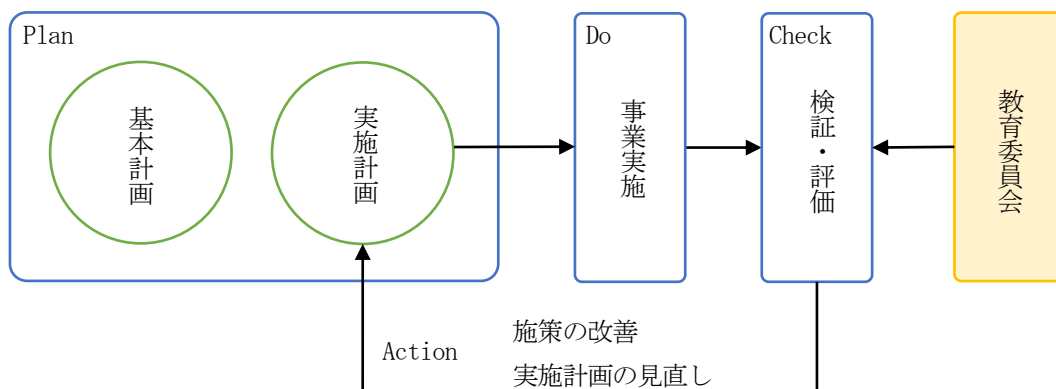 Plan
基本計画
実施計画
Do
事業実施
Check
検証・評価
教育委員会
Action
施策の改善
実施計画の見直し